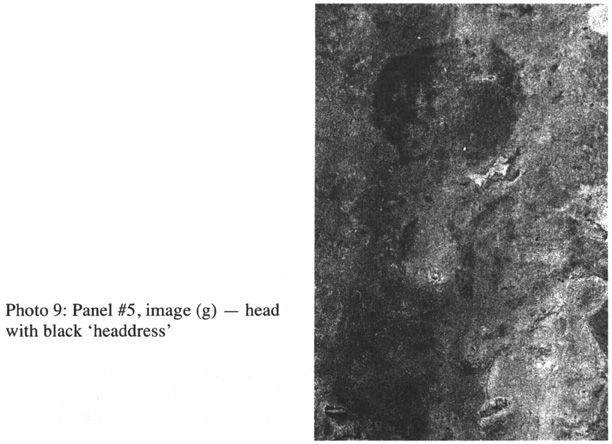 Photo 9: Panel #5, image (g) — head
with black ‘headdress’